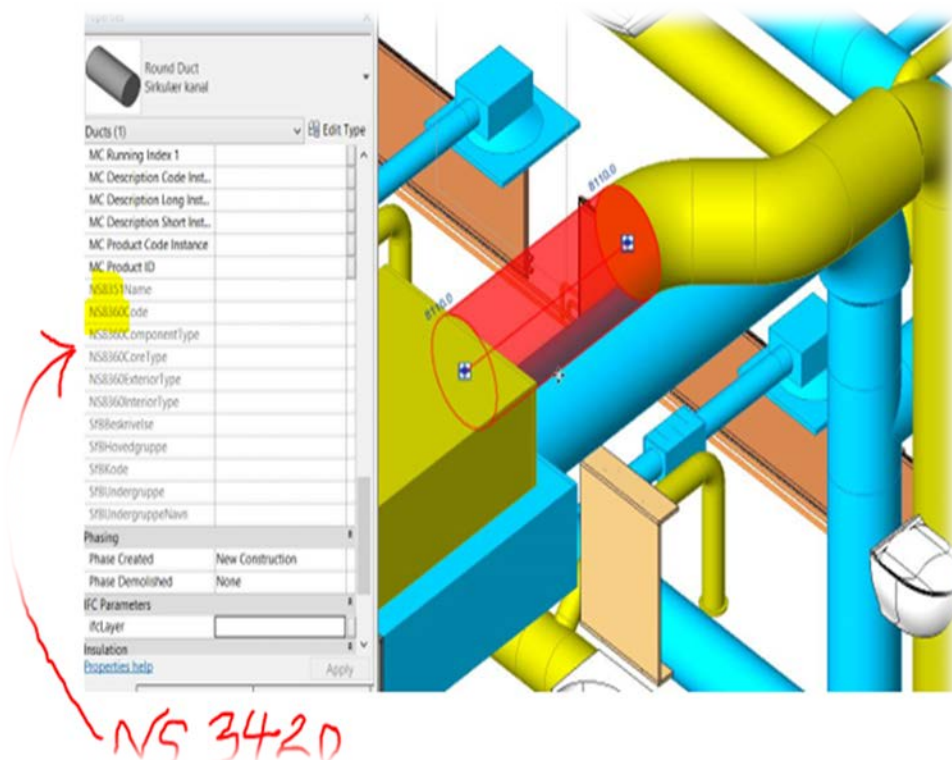 Round Duct
Sirkulær kanal
Ducts (1)
Edit Type
MC Running Index 1
MC Description Code Inst...
MC Description Long Inst...
MC Description Short Inst...
MC Product Code Instance
MC Product ID
NS8351Name
NS8360Code
NS8360ComponentType
NS8360CoreType
NS8360ExteriorType
NS8360InteriorType
SfBBeskrivelse
SfBHovedgruppe
SfBKode
SfBUndergruppe
SfBUndergruppeNavn
Phasing
Phase Created New Construction
Phase Demolished None
IFC Parameters
ifcLayer
Insulation
Properties help
Apply
8110.0
8110.0
NS 3420